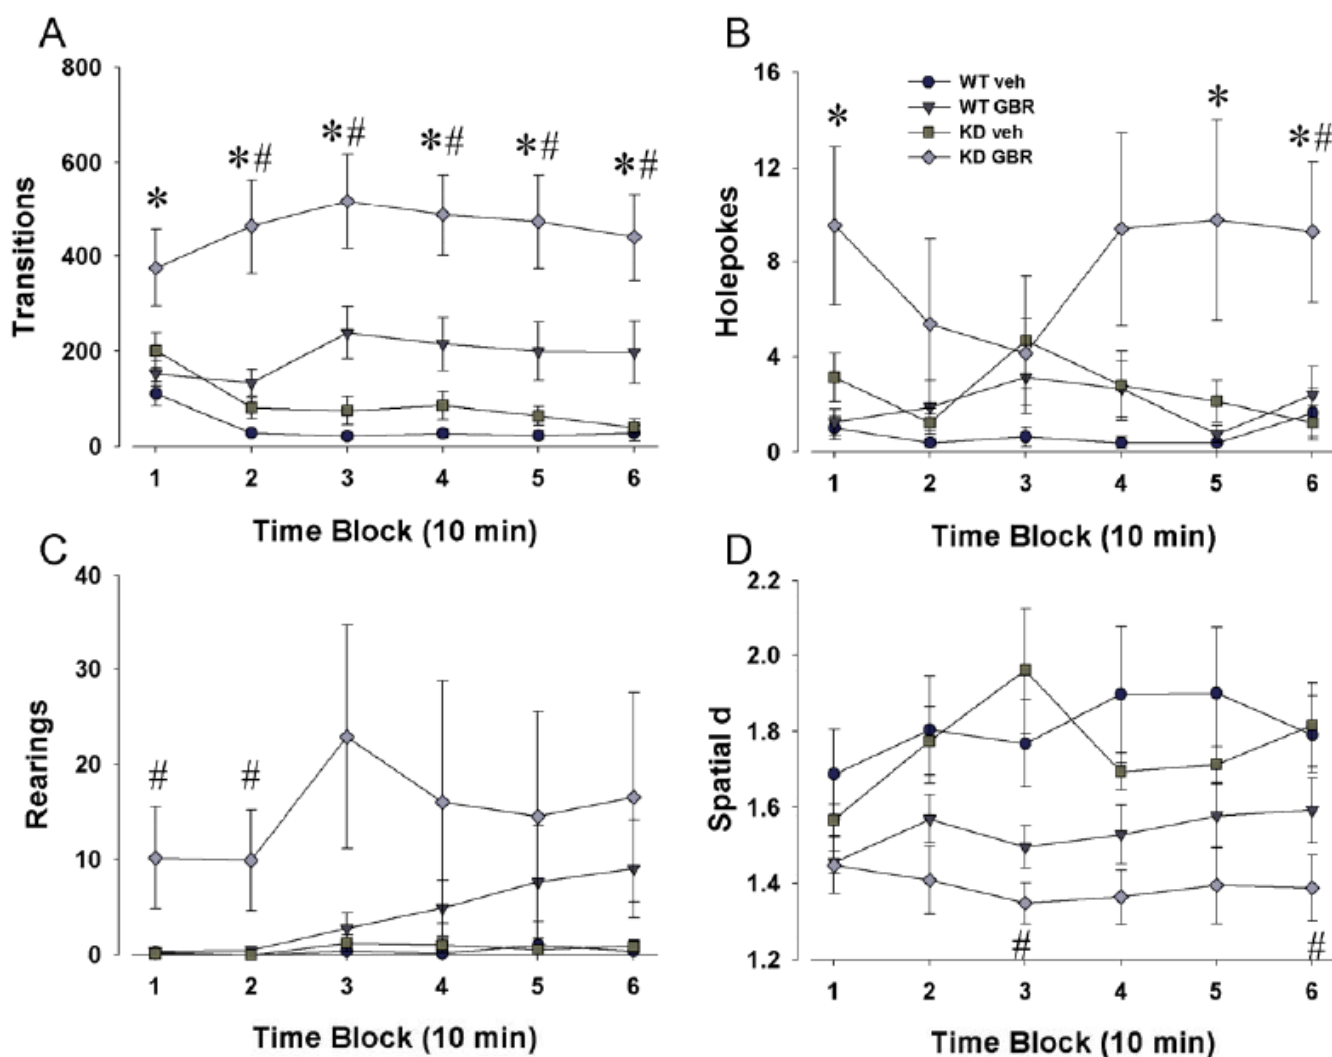 A
800
600
400
200
0
Transitions
* *# *# *# *# *#
1 2 3 4 5 6
Time Block (10 min)
B
16
12
8
4
0
Holepokes
WT veh
WT GBR
KD veh
KD GBR
* * *#
1 2 3 4 5 6
Time Block (10 min)
C
40
30
20
10
0
Rearings
# #
1 2 3 4 5 6
Time Block (10 min)
D
2.2
2.0
1.8
1.6
1.4
1.2
Spatial d
# #
1 2 3 4 5 6
Time Block (10 min)